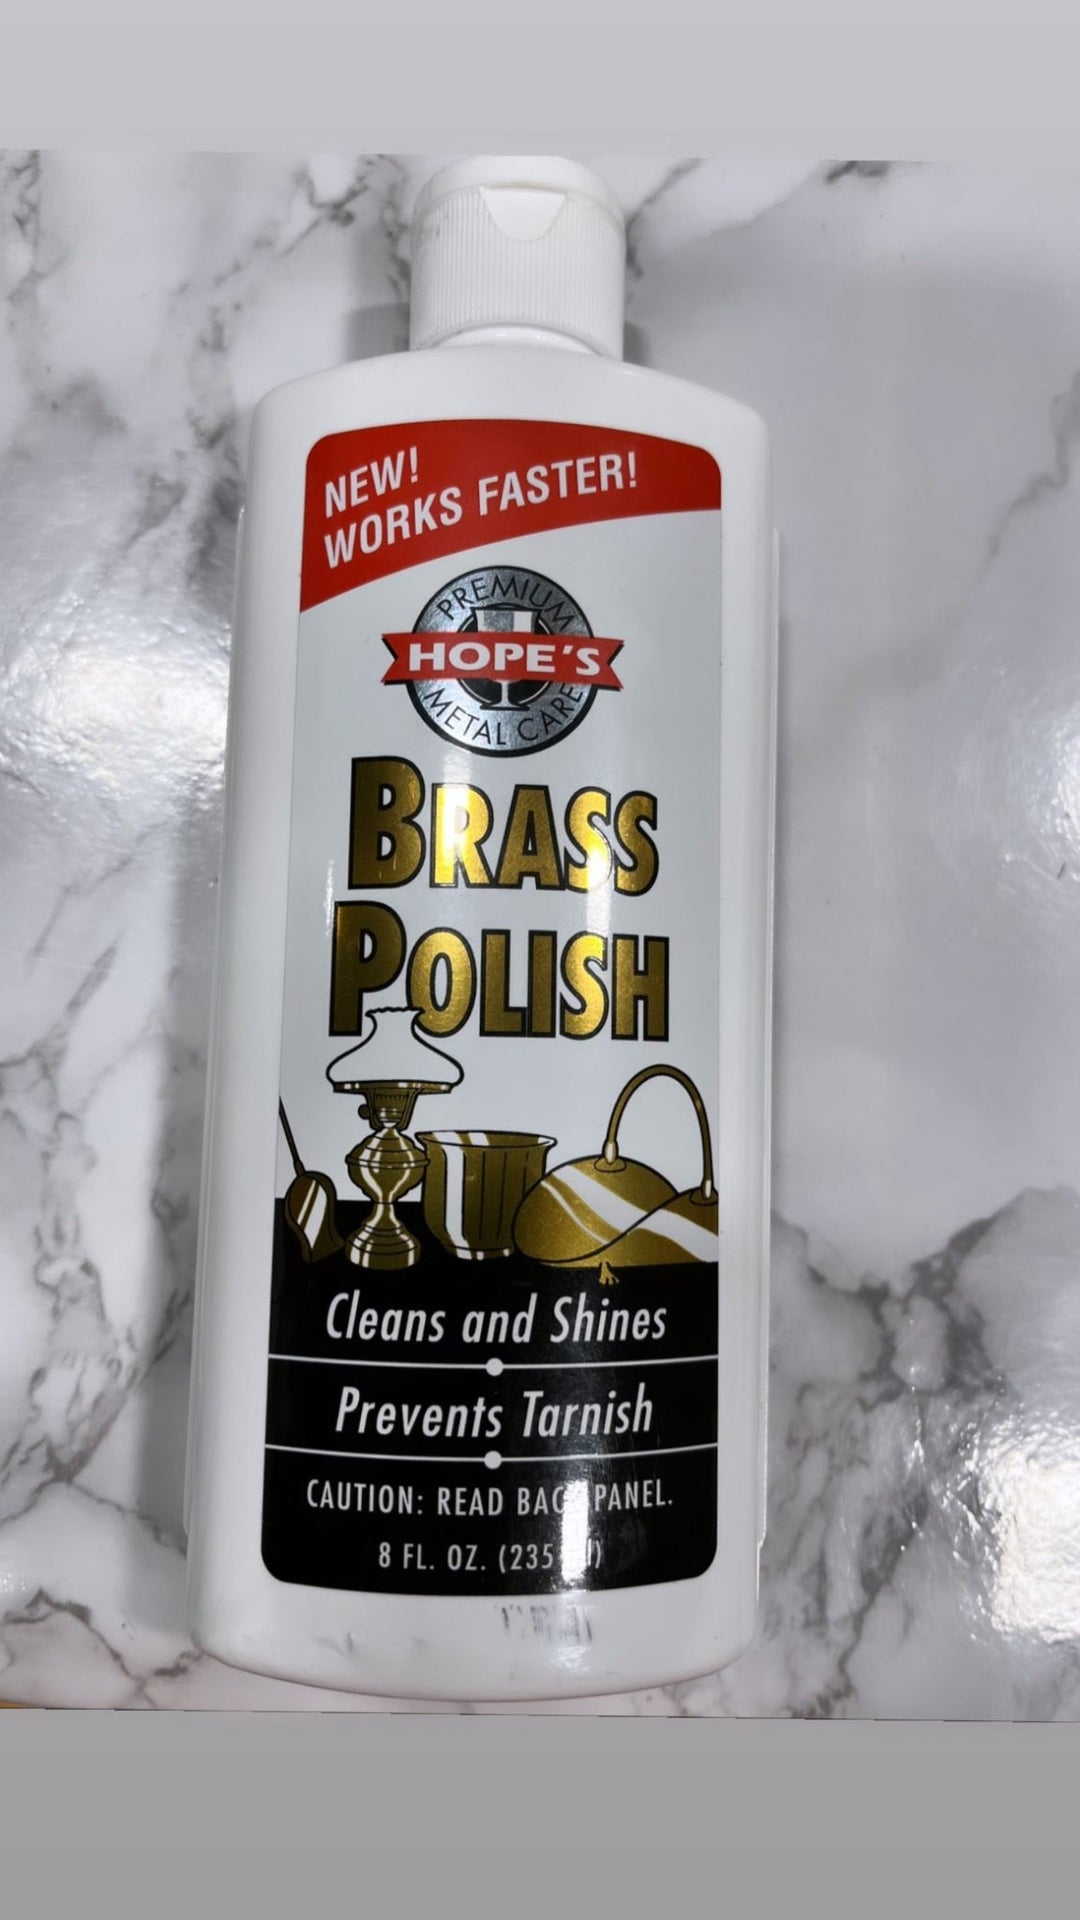 NEW!
WORKS FASTER!
PREMIUM
HOPE'S
METAL CARE
BRASS
POLISH
Cleans and Shines
Prevents Tarnish
CAUTION: READ BACK PANEL.
8 FL. OZ. (235